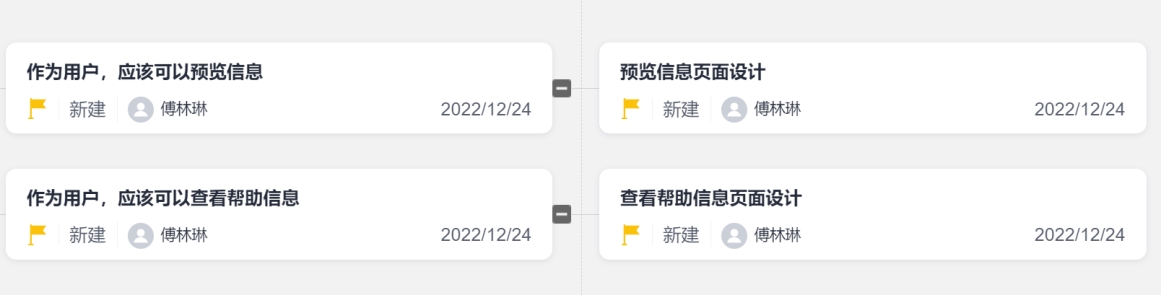 作为用户，应该可以预览信息
新建 傅林琳 2022/12/24
预览信息页面设计
新建 傅林琳 2022/12/24
作为用户，应该可以查看帮助信息
新建 傅林琳 2022/12/24
查看帮助信息页面设计
新建 傅林琳 2022/12/24